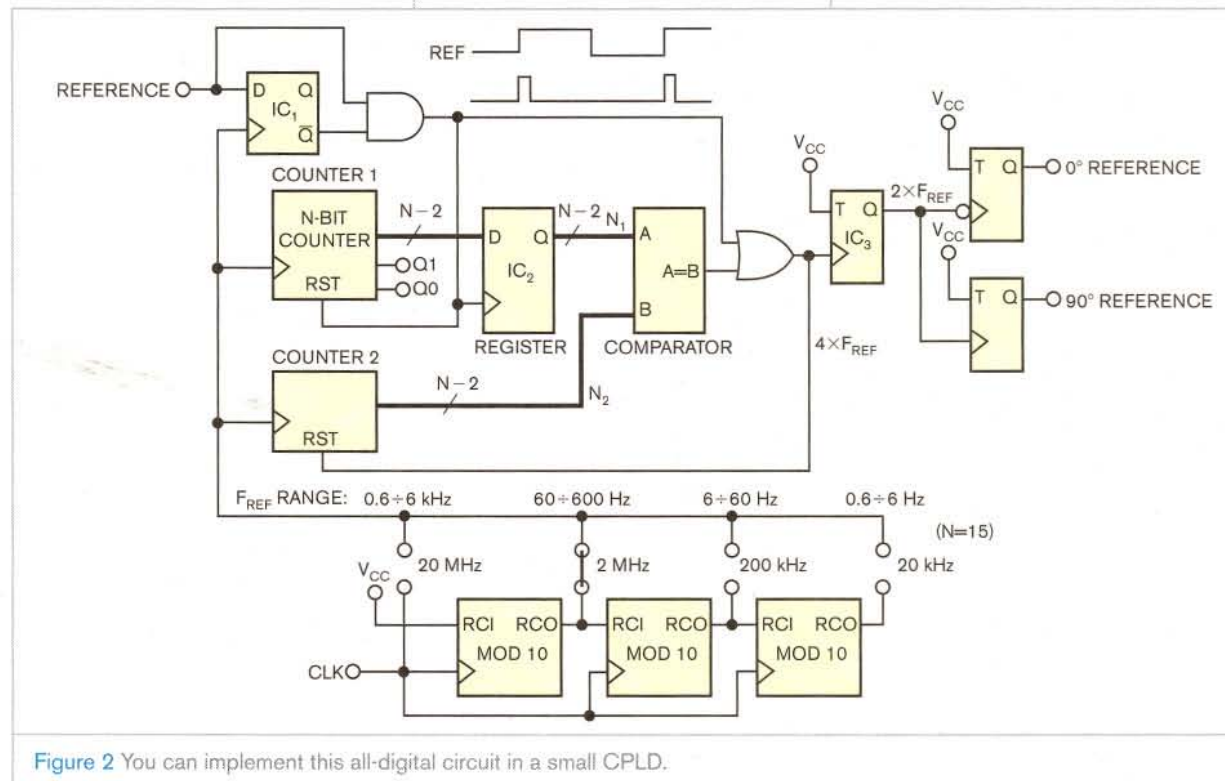 REF
REFERENCE
D Q
IC1
Q̅
COUNTER 1
N-BIT
COUNTER
RST
N−2
Q1
Q0
D Q
IC2
REGISTER
N−2
N1
A
A=B
B
COMPARATOR
VCC
T Q
IC3
2×FREF
4×FREF
VCC
T Q
0° REFERENCE
VCC
T Q
90° REFERENCE
COUNTER 2
RST
N−2
N2
FREF RANGE: 0.6÷6 kHz 60÷600 Hz 6÷60 Hz 0.6÷6 Hz
(N=15)
VCC
20 MHz 2 MHz 200 kHz 20 kHz
RCI RCO RCI RCO RCI RCO
MOD 10 MOD 10 MOD 10
CLK
Figure 2 You can implement this all-digital circuit in a small CPLD.